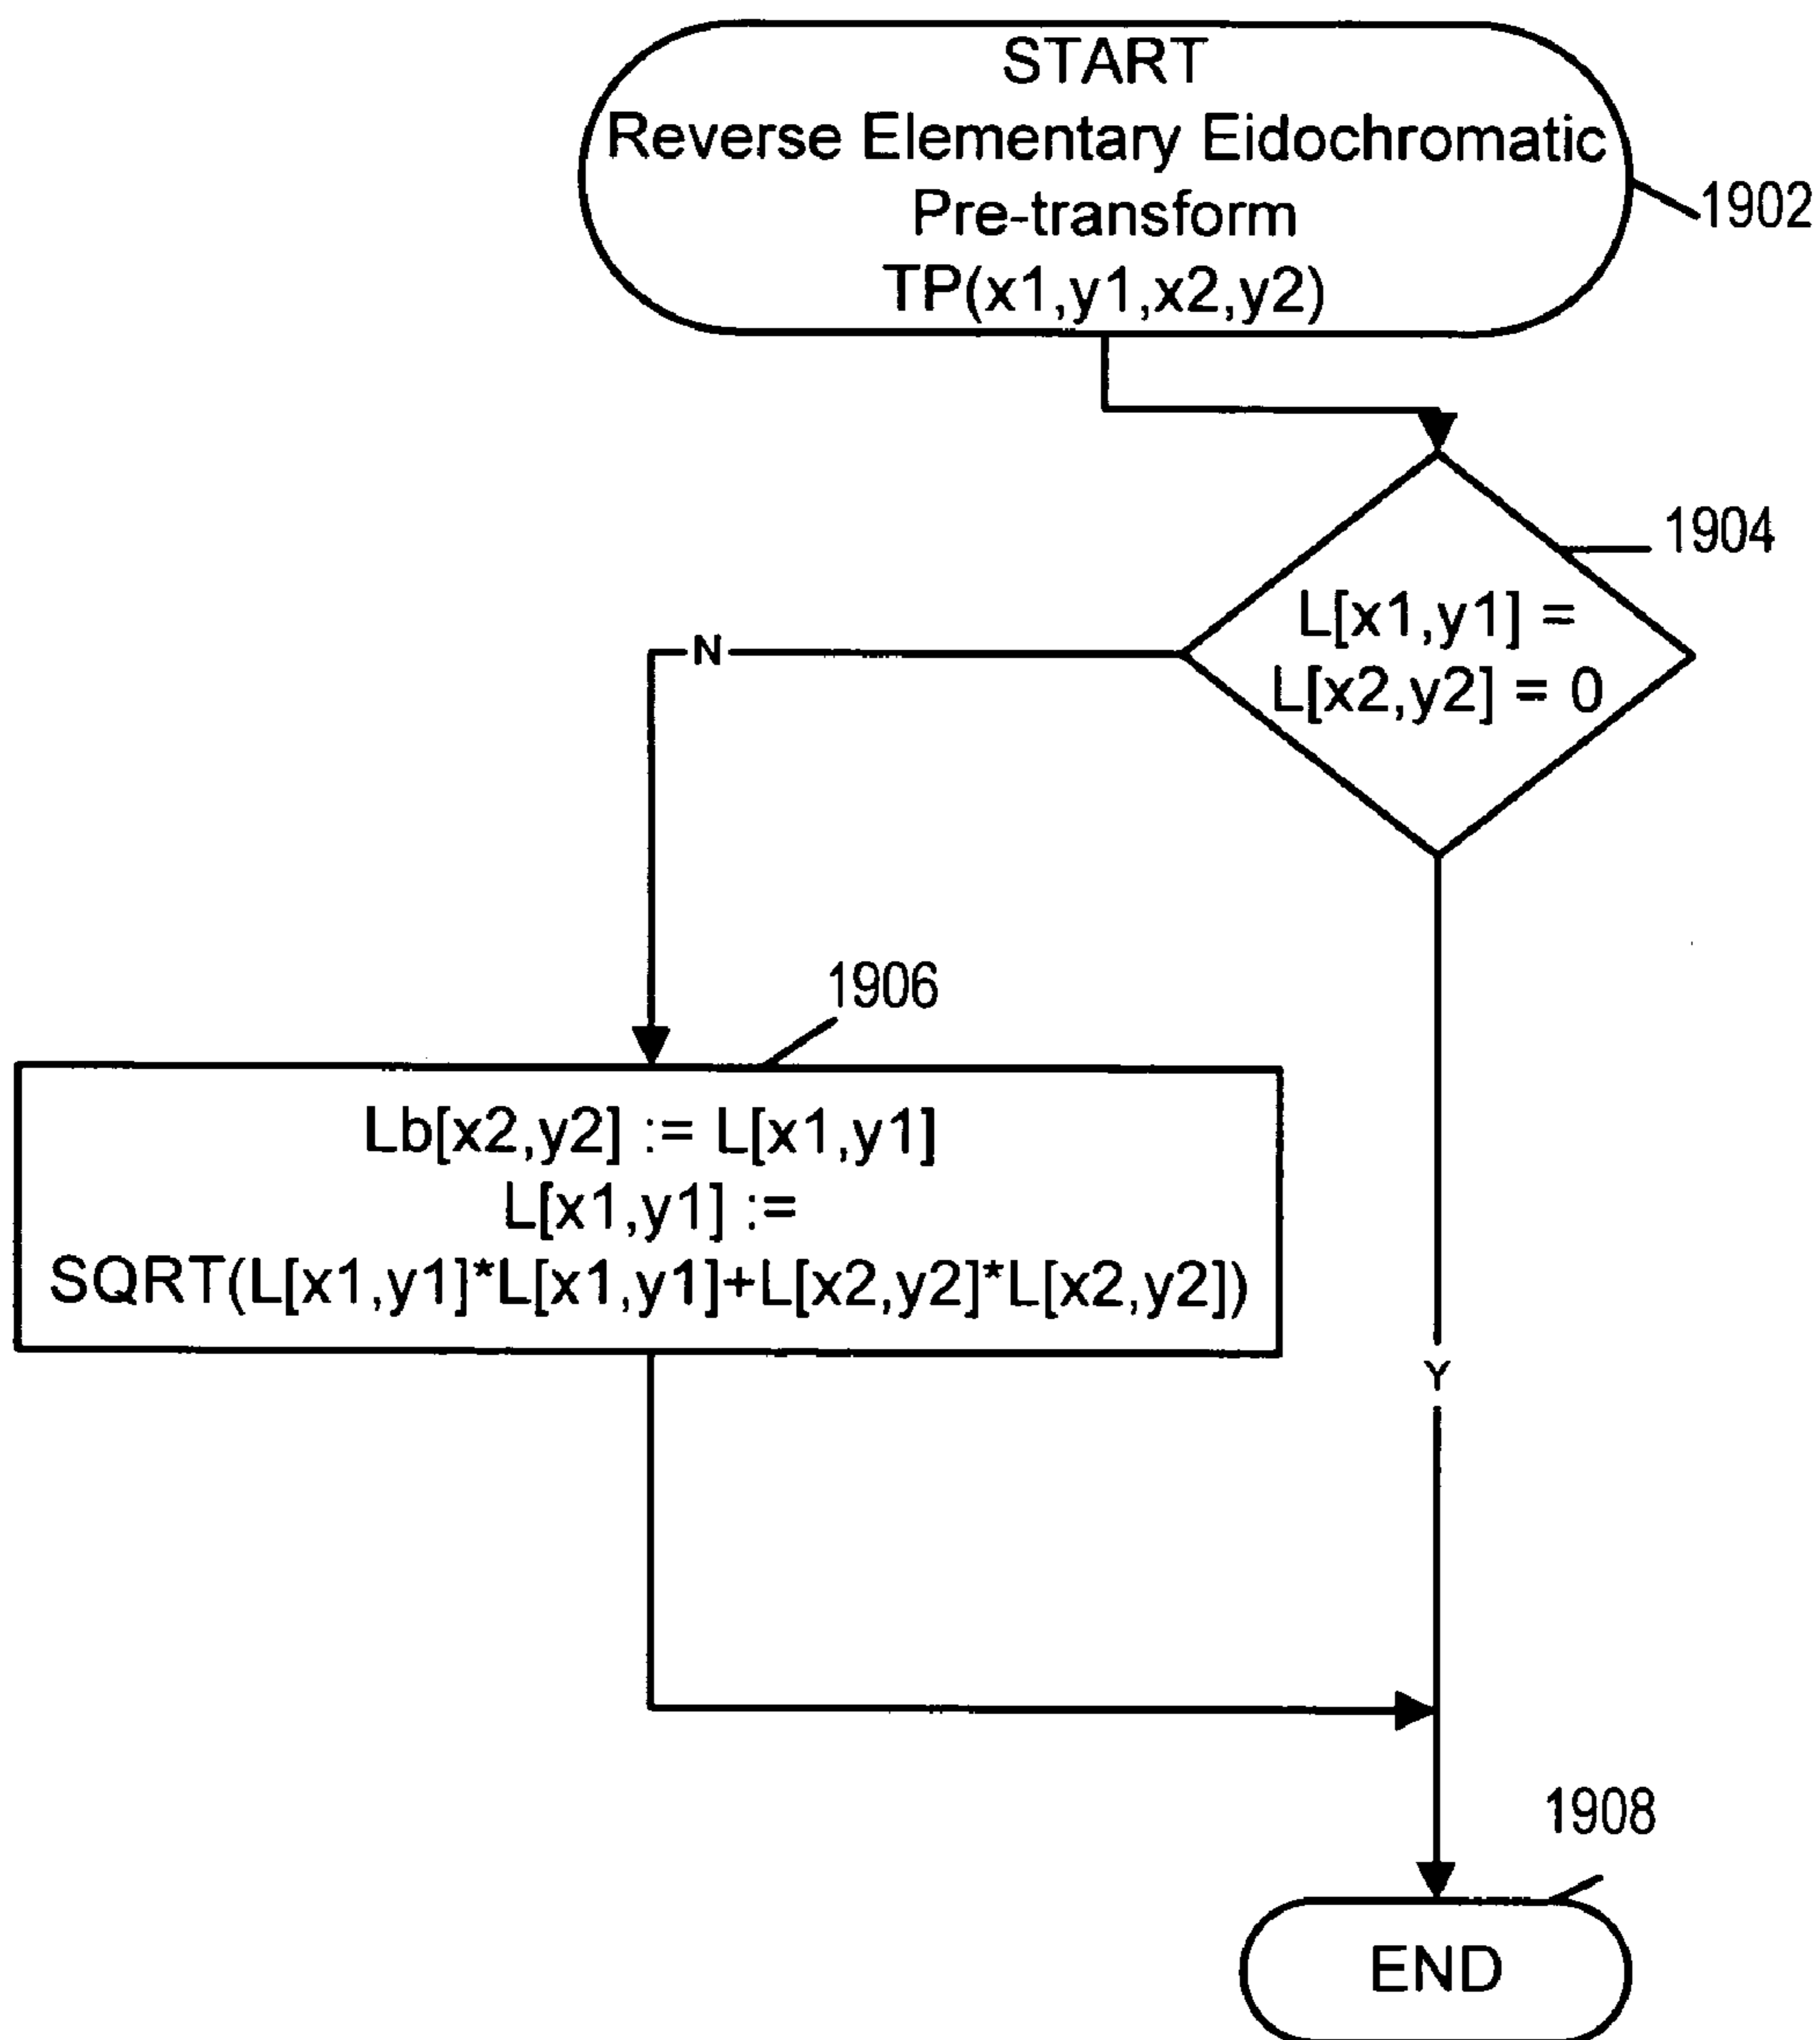 START
Reverse Elementary Eidochromatic
Pre-transform
TP(x1,y1,x2,y2)
1902
1904
L[x1,y1] =
L[x2,y2] = 0
N
1906
Lb[x2,y2] := L[x1,y1]
L[x1,y1] :=
SQRT(L[x1,y1]*L[x1,y1]+L[x2,y2]*L[x2,y2])
Y
1908
END